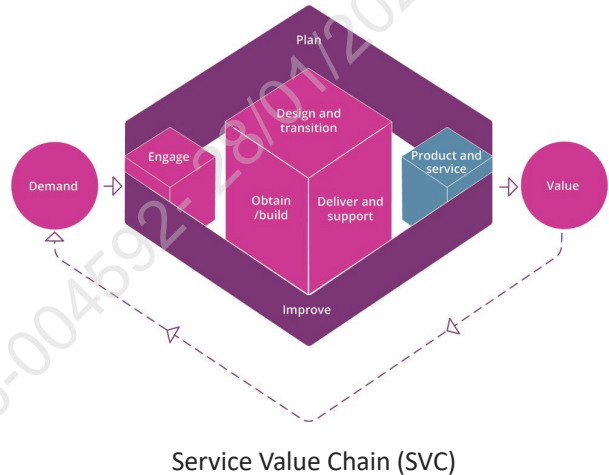 Plan
Design and
transition
Engage
Product and
service
Demand
Obtain
/build
Deliver and
support
Value
Improve
Service Value Chain (SVC)